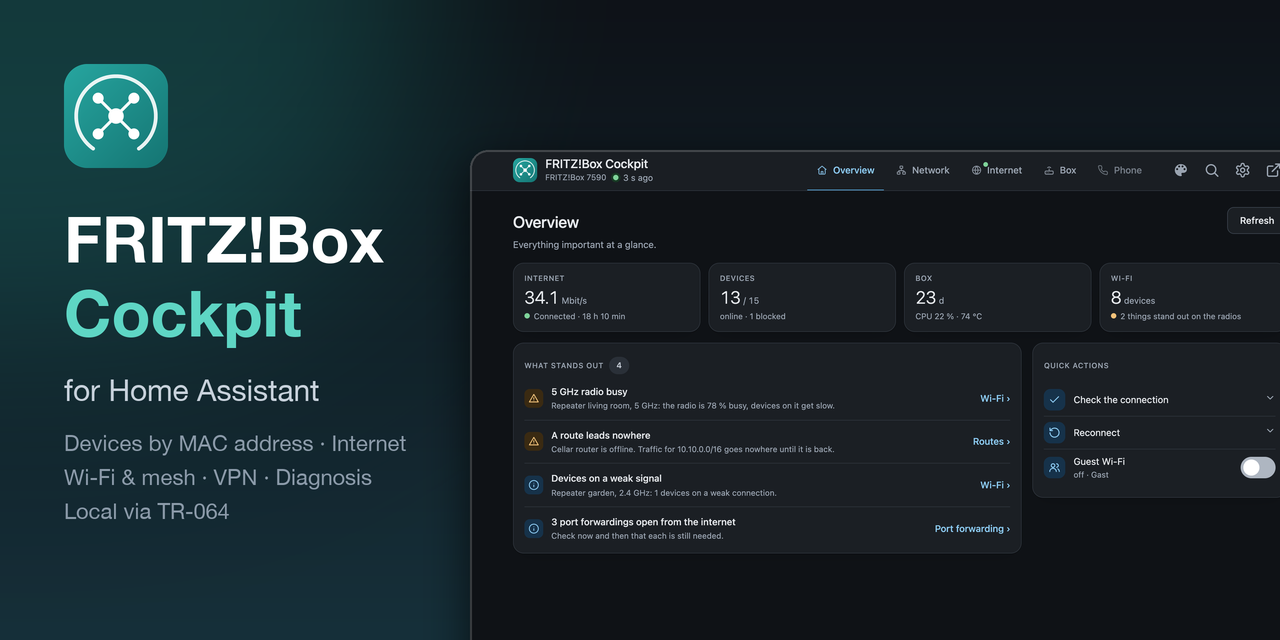 FRITZ!Box
Cockpit
for Home Assistant
Devices by MAC address · Internet
Wi-Fi & mesh · VPN · Diagnosis
Local via TR-064
FRITZ!Box Cockpit
FRITZ!Box 7590 3 s ago
Overview
Network
Internet
Box
Phone
Overview
Everything important at a glance.
Refresh
INTERNET
34.1 Mbit/s
Connected · 18 h 10 min
DEVICES
13 / 15
online · 1 blocked
BOX
23 d
CPU 22 % · 74 °C
WI-FI
8 devices
2 things stand out on the radios
WHAT STANDS OUT 4
5 GHz radio busy
Repeater living room, 5 GHz: the radio is 78 % busy, devices on it get slow.
Wi-Fi ›
A route leads nowhere
Cellar router is offline. Traffic for 10.10.0.0/16 goes nowhere until it is back.
Routes ›
Devices on a weak signal
Repeater garden, 2.4 GHz: 1 devices on a weak connection.
Wi-Fi ›
3 port forwardings open from the internet
Check now and then that each is still needed.
Port forwarding ›
QUICK ACTIONS
Check the connection
Reconnect
Guest Wi-Fi
off · Gast